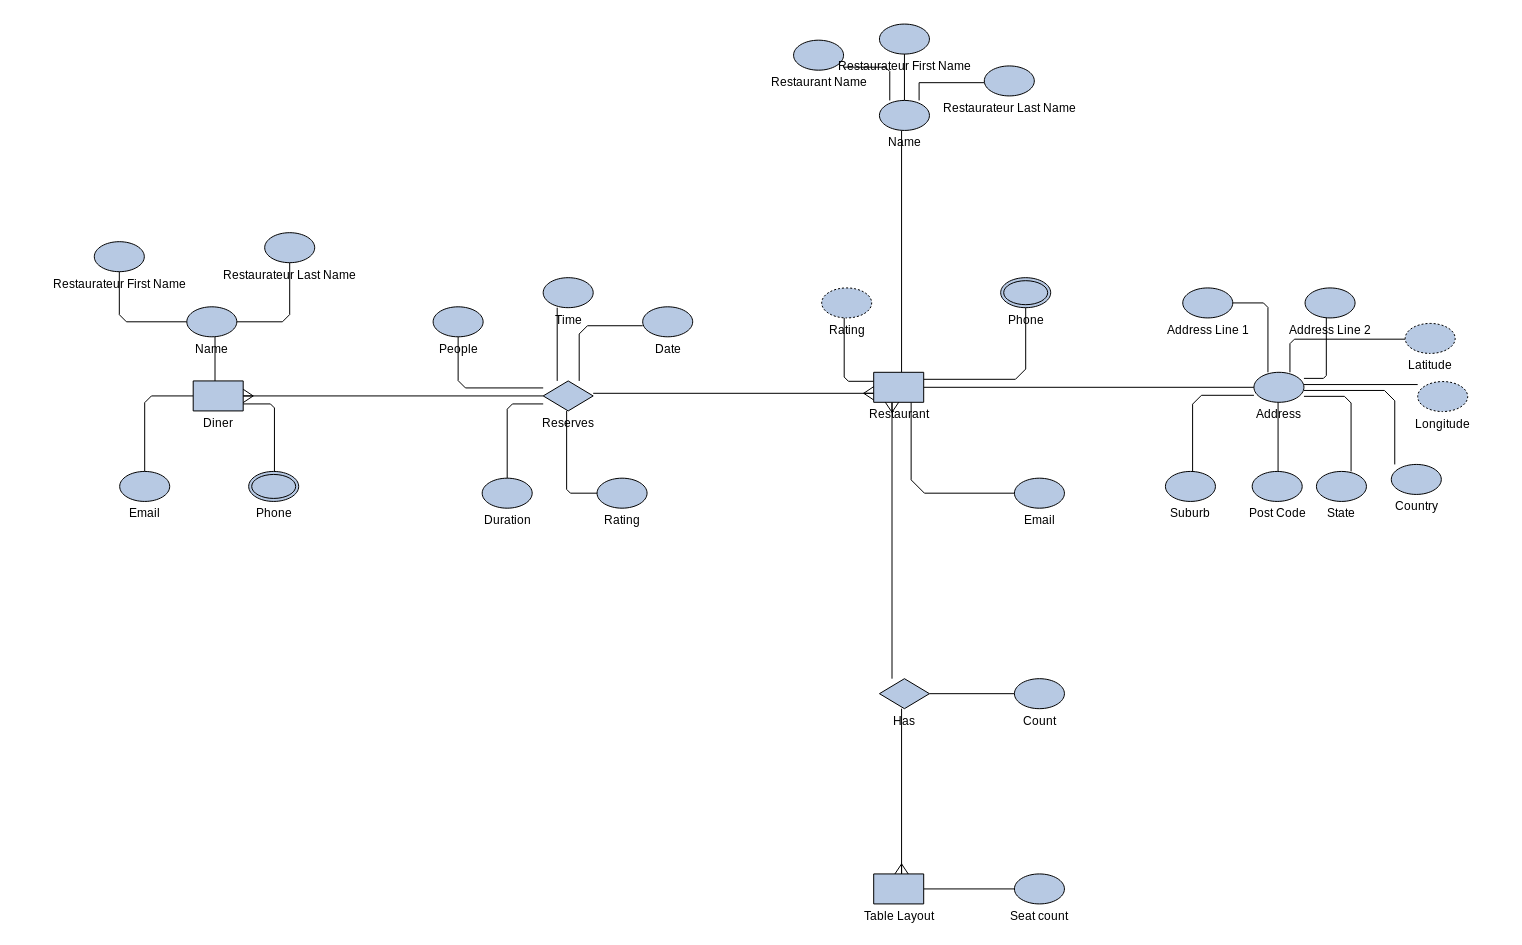 Restaurateur First Name
Restaurant Name
Restaurateur Last Name
Name
Restaurateur First Name
Restaurateur Last Name
Name
People
Time
Date
Rating
Phone
Address Line 1
Address Line 2
Latitude
Longitude
Diner
Reserves
Restaurant
Address
Email
Phone
Duration
Rating
Email
Suburb
Post Code
State
Country
Has
Count
Table Layout
Seat count